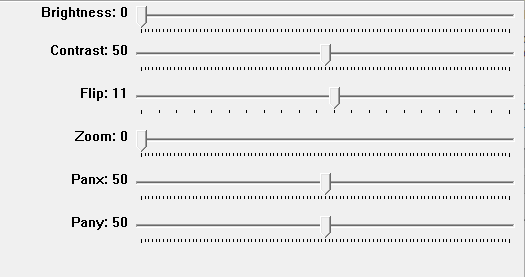 Brightness: 0
Contrast: 50
Flip: 11
Zoom: 0
Panx: 50
Pany: 50